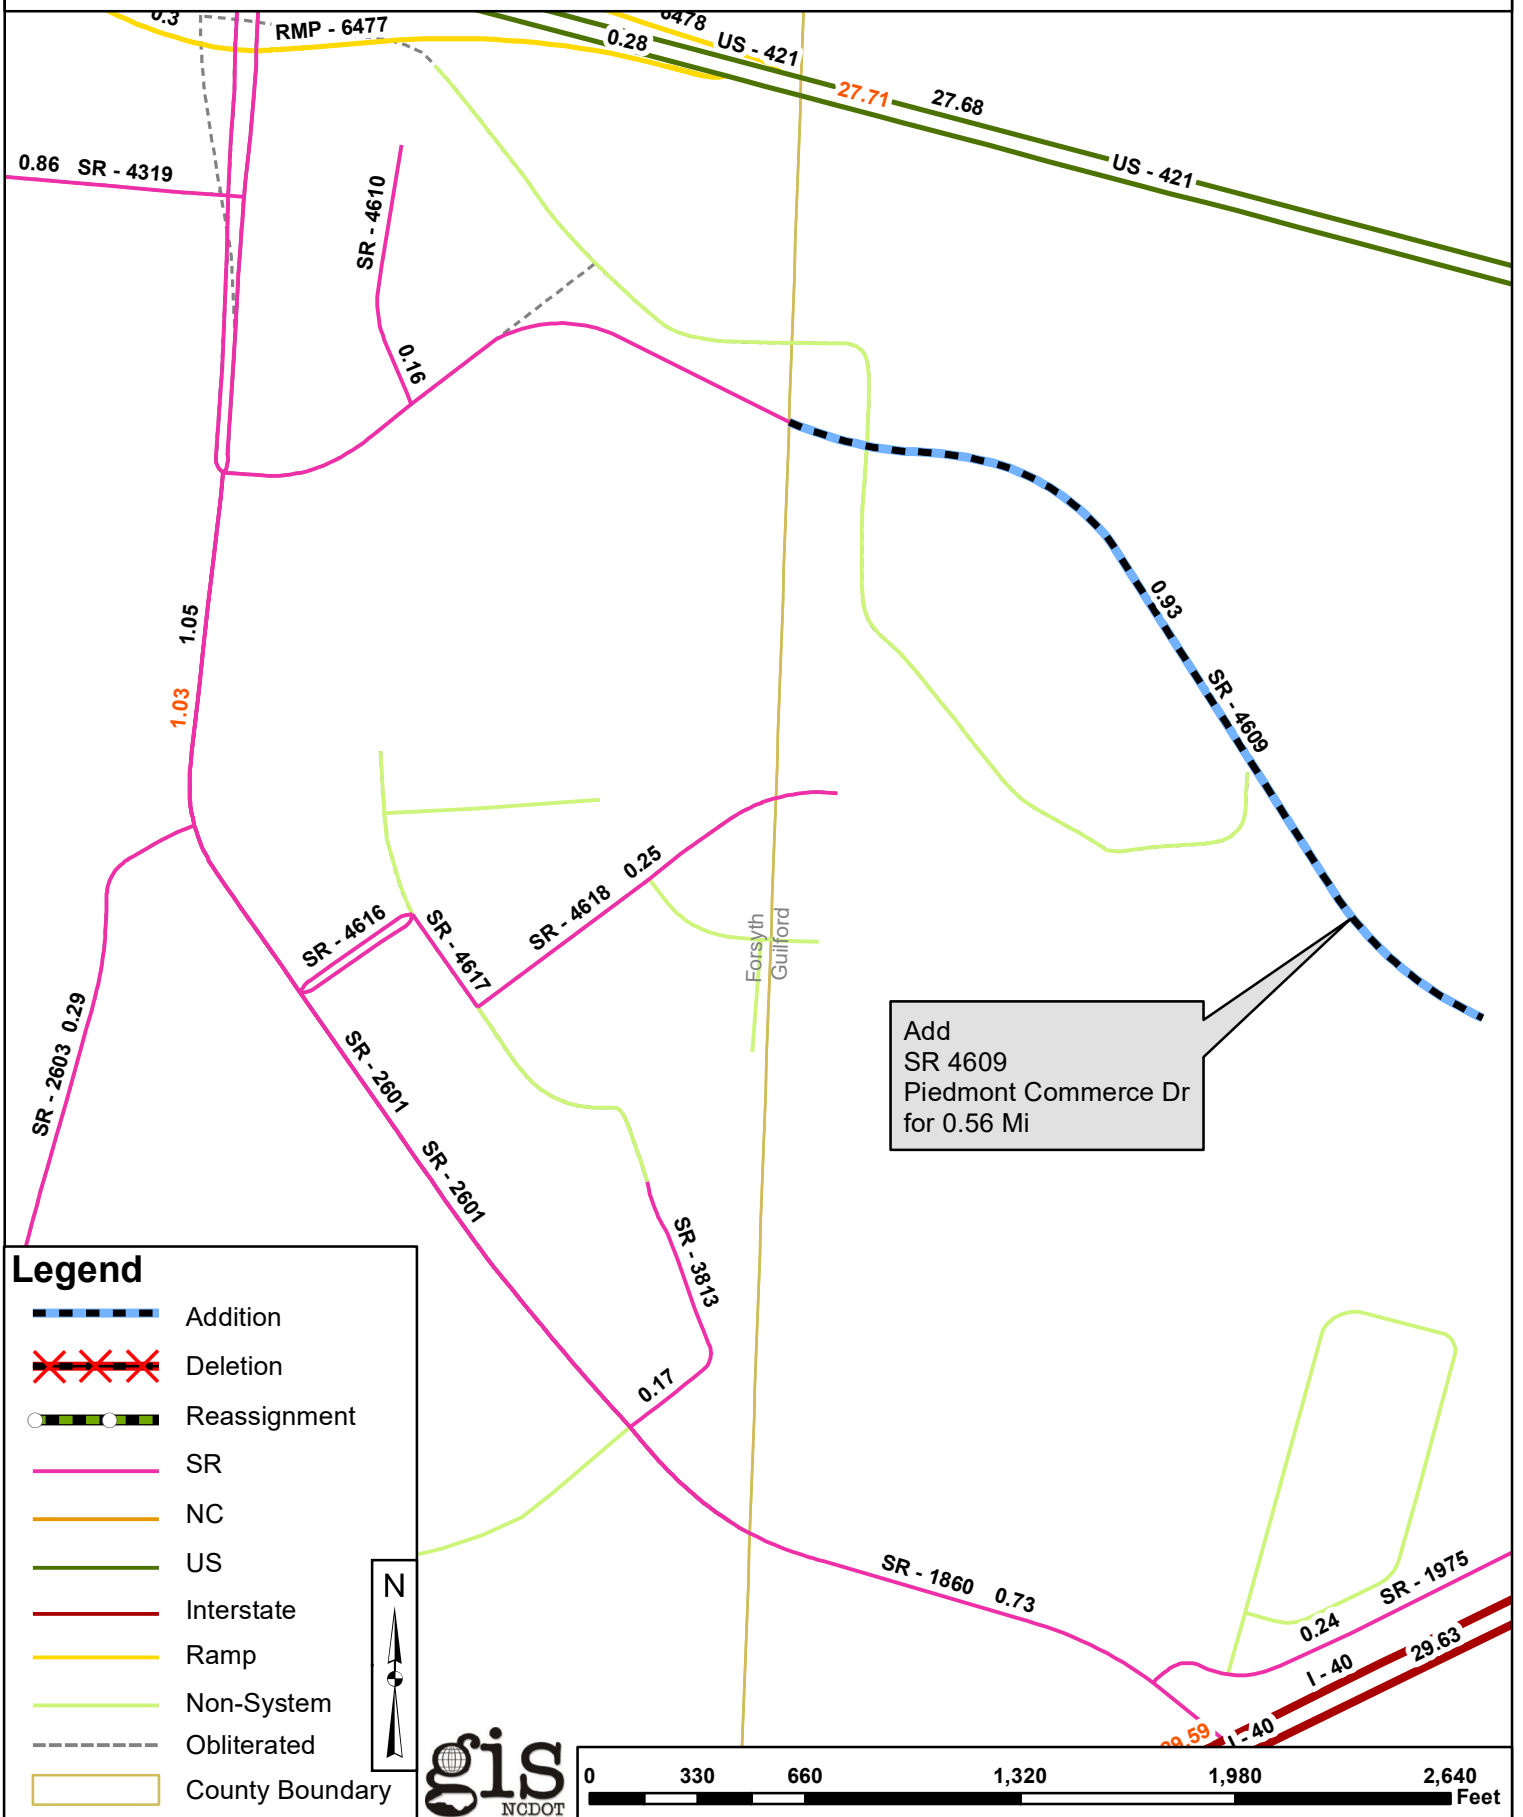 0.3
RMP - 6477
6478
US - 421
0.28
27.71
27.68
US - 421
0.86 SR - 4319
SR - 4610
0.16
0.93
SR - 4609
1.05
1.03
SR - 4616
SR - 4617
SR - 4618 0.25
Forsyth
Guilford
SR - 2603 0.29
SR - 2601
SR - 2601
SR - 3813
0.17
Add
SR 4609
Piedmont Commerce Dr
for 0.56 Mi
SR - 1860 0.73
SR - 1975
0.24
I - 40
29.63
29.59
I - 40
Legend
Addition
Deletion
Reassignment
SR
NC
US
Interstate
Ramp
Non-System
Obliterated
County Boundary
N
gis
NCDOT
0 330 660 1,320 1,980 2,640
Feet